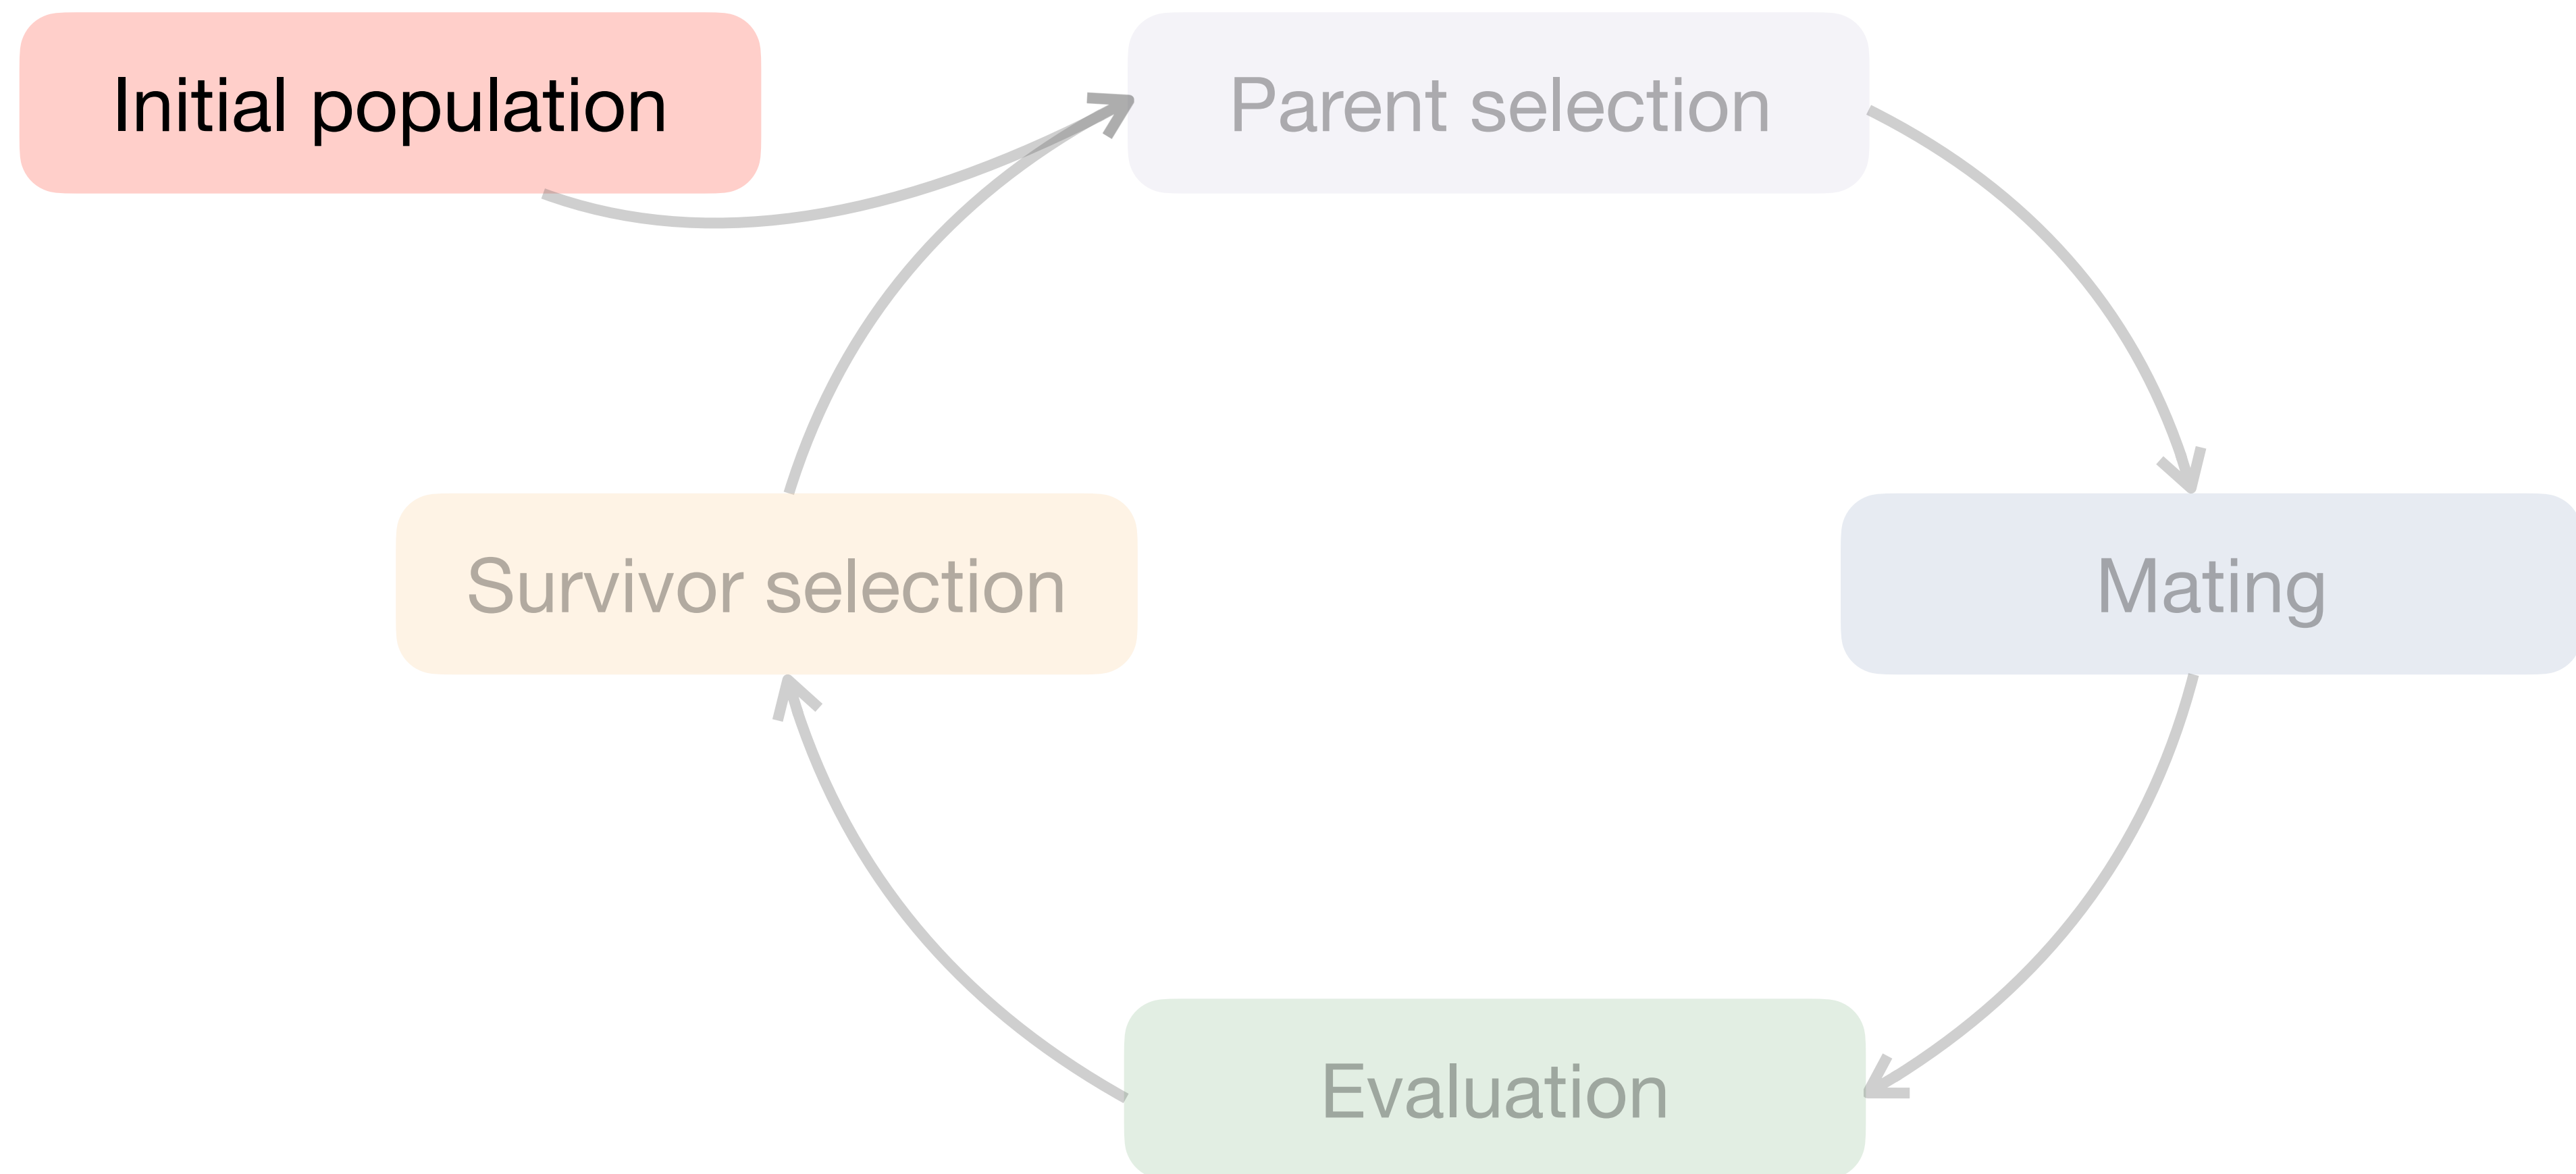 Initial population
Parent selection
Survivor selection
Mating
Evaluation